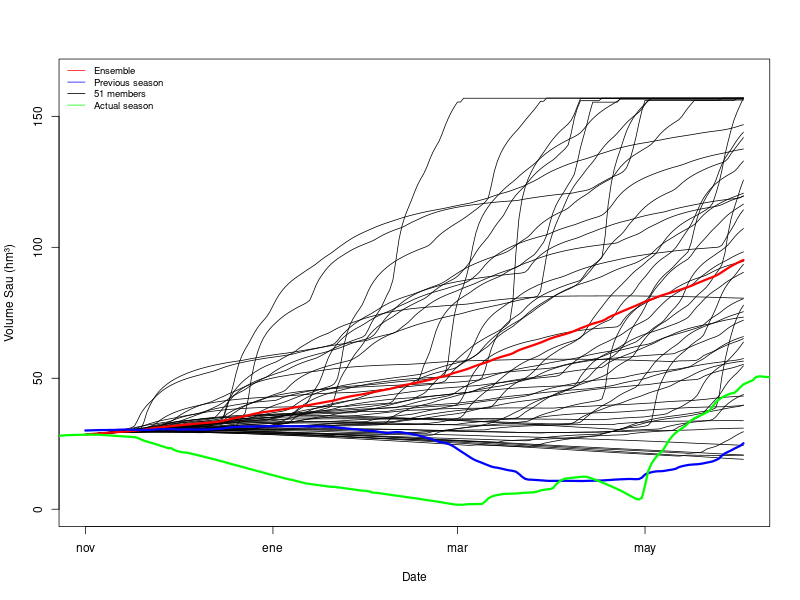 Ensemble
Previous season
51 members
Actual season
Volume Sau (hm³)
150
100
50
0
nov
ene
mar
may
Date